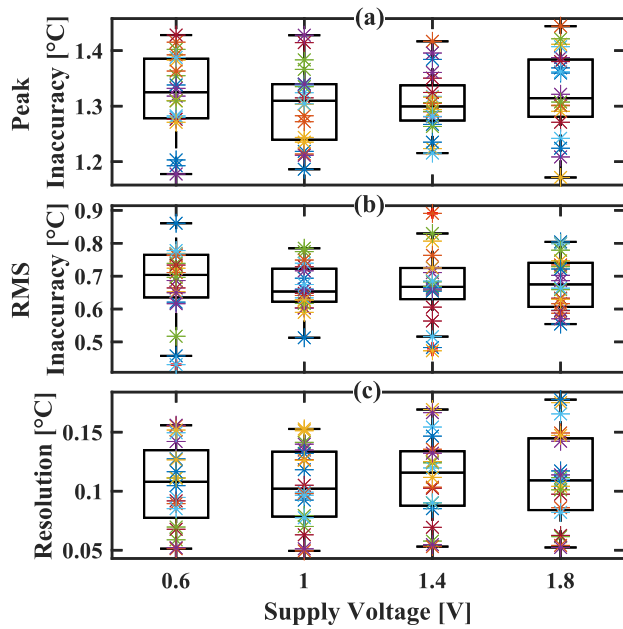 (a)
Peak
Inaccuracy [°C]
1.4
1.3
1.2
(b)
RMS
Inaccuracy [°C]
0.9
0.8
0.7
0.6
0.5
(c)
Resolution [°C]
0.15
0.1
0.05
0.6
1
1.4
1.8
Supply Voltage [V]